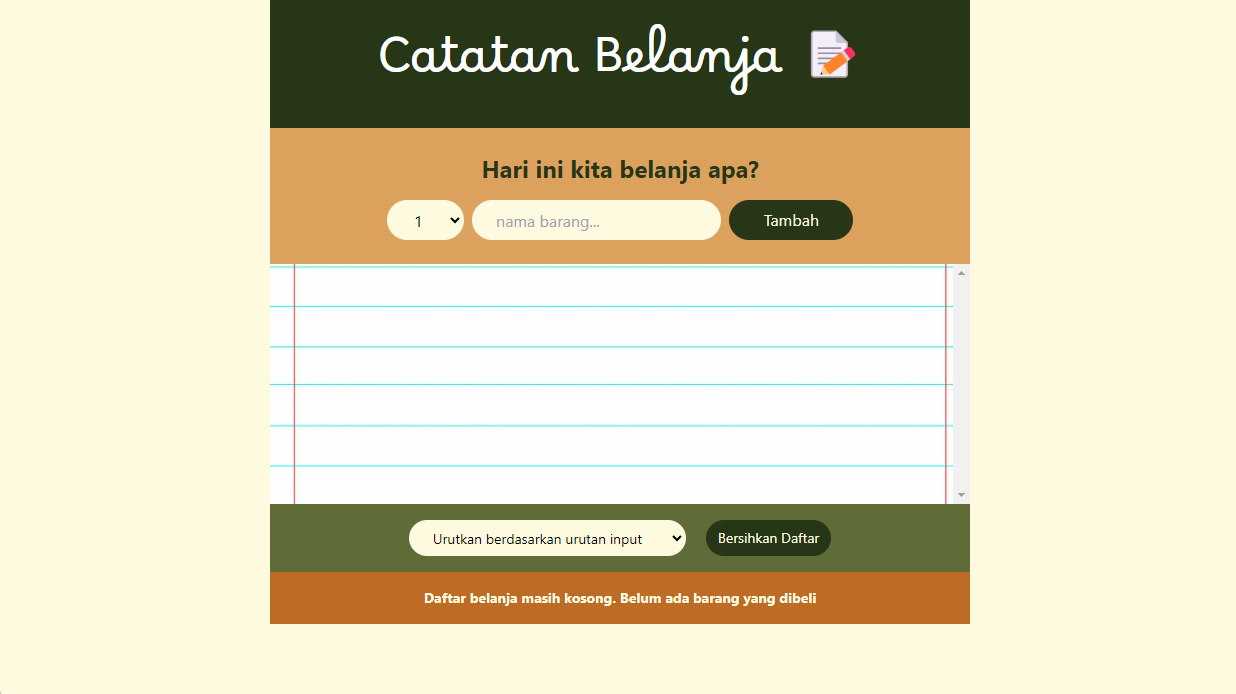 Catatan Belanja 📝
Hari ini kita belanja apa?
1 nama barang... Tambah
Urutkan berdasarkan urutan input Bersihkan Daftar
Daftar belanja masih kosong. Belum ada barang yang dibeli